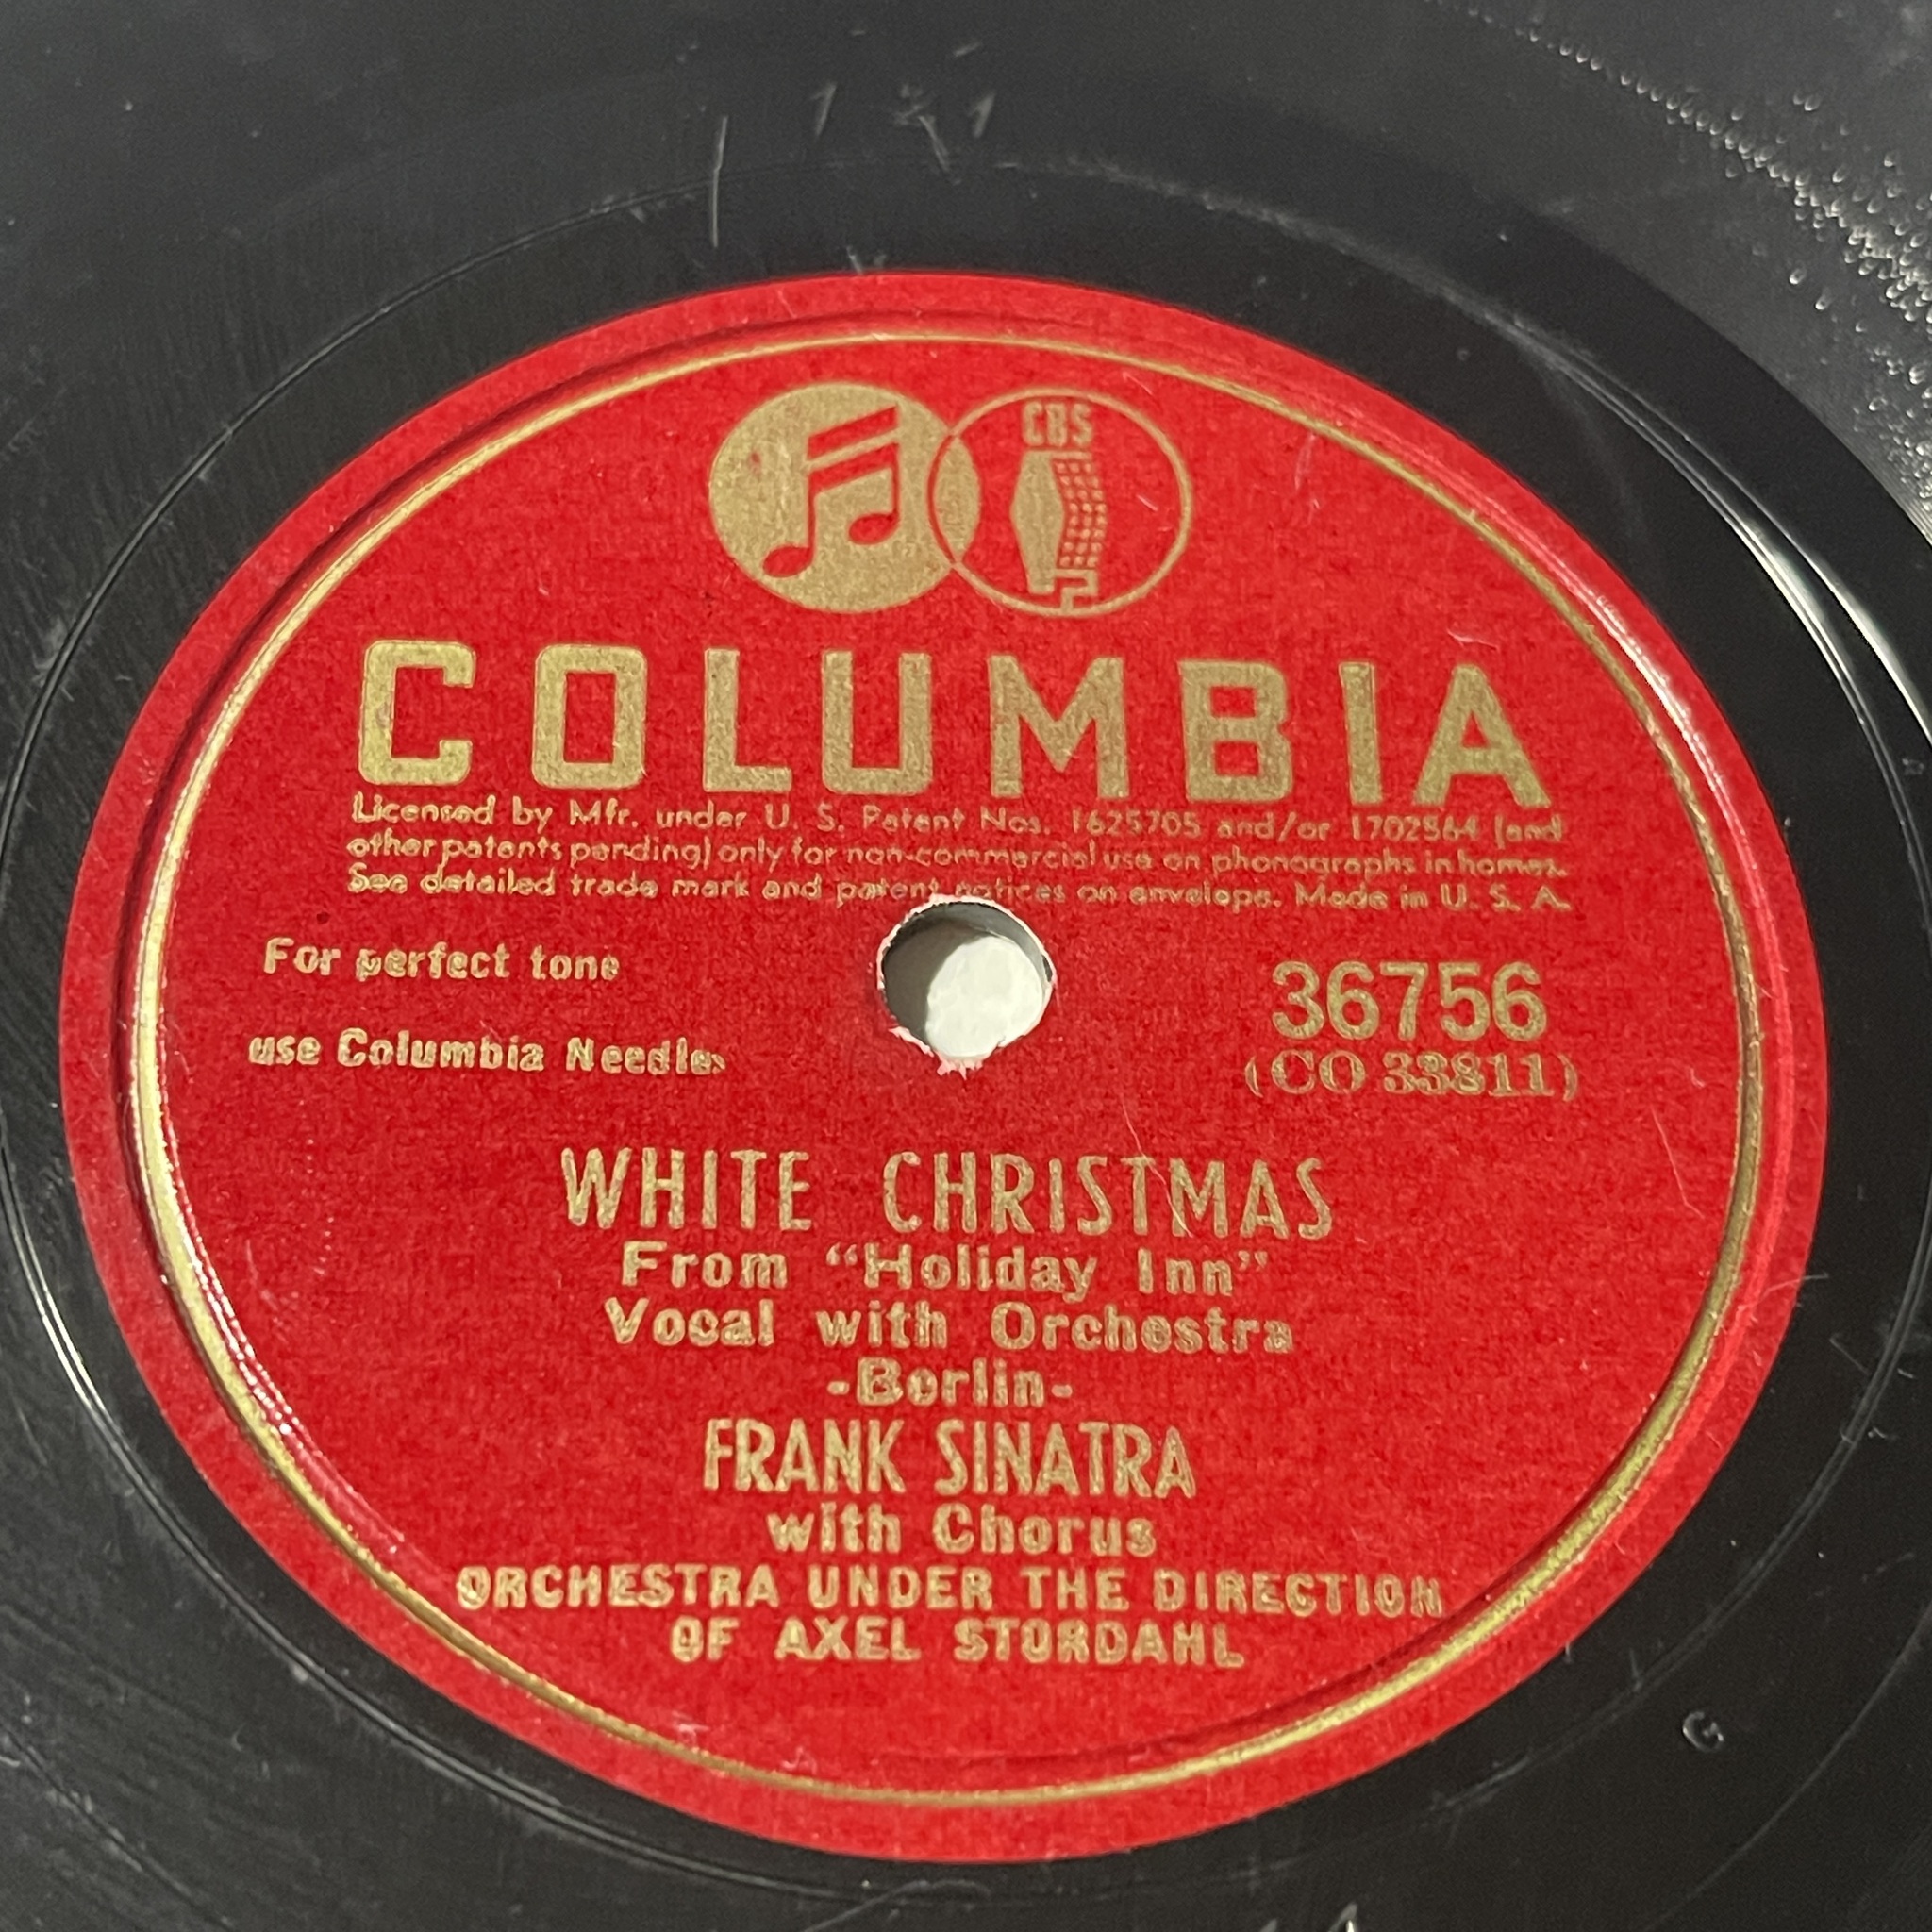 CBS
COLUMBIA
Licensed by Mfr. under U. S. Patent Nos. 1625705 and/or 1702564 (and
other patents pending) only for non-commercial use on phonographs in homes.
See detailed trade mark and patent notices on envelope. Made in U. S. A.
For perfect tone
use Columbia Needles
36756
(CO 33811)
WHITE CHRISTMAS
From “Holiday Inn”
Vocal with Orchestra
-Berlin-
FRANK SINATRA
with Chorus
ORCHESTRA UNDER THE DIRECTION
OF AXEL STORDAHL
G